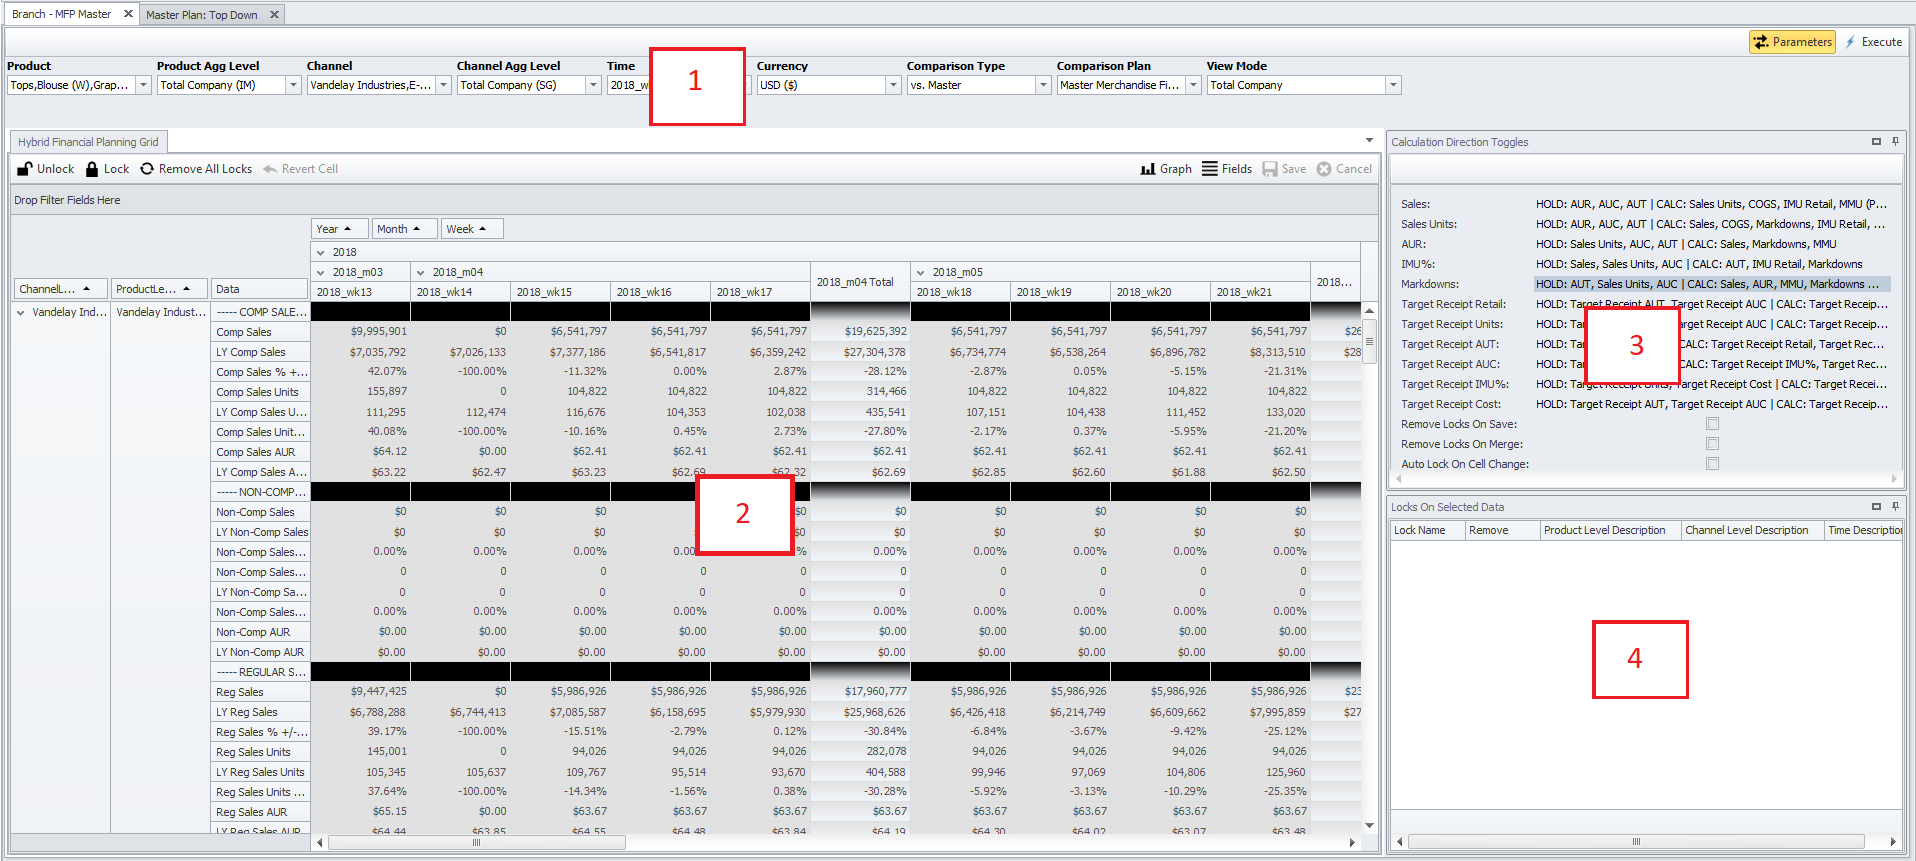 Branch - MFP Master Master Plan: Top Down
Parameters Execute
Product Product Agg Level Channel Channel Agg Level Time Currency Comparison Type Comparison Plan View Mode
Tops,Blouse (W),Grap... Total Company (IM) Vandelay Industries,E-... Total Company (SG) 2018_w USD ($) vs. Master Master Merchandise Fi... Total Company
1
Hybrid Financial Planning Grid
Unlock Lock Remove All Locks Revert Cell Graph Fields Save Cancel
Drop Filter Fields Here
Year Month Week
2018
2018_m03 2018_m04 2018_m04 Total 2018_m05 2018...
ChannelL... ProductLe... Data 2018_wk13 2018_wk14 2018_wk15 2018_wk16 2018_wk17 2018_wk18 2018_wk19 2018_wk20 2018_wk21
Vandelay Ind... Vandelay Indust... ----- COMP SALE...
Comp Sales $9,995,901 $0 $6,541,797 $6,541,797 $6,541,797 $19,625,392 $6,541,797 $6,541,797 $6,541,797 $6,541,797 $26
LY Comp Sales $7,035,792 $7,026,133 $7,377,186 $6,541,817 $6,359,242 $27,304,378 $6,734,774 $6,538,264 $6,896,782 $8,313,510 $28
Comp Sales % +... 42.07% -100.00% -11.32% 0.00% 2.87% -28.12% -2.87% 0.05% -5.15% -21.31%
Comp Sales Units 155,897 0 104,822 104,822 104,822 314,466 104,822 104,822 104,822 104,822
LY Comp Sales U... 111,295 112,474 116,676 104,353 102,038 435,541 107,151 104,438 111,452 133,020
Comp Sales Unit... 40.08% -100.00% -10.16% 0.45% 2.73% -27.80% -2.17% 0.37% -5.95% -21.20%
Comp Sales AUR $64.12 $0.00 $62.41 $62.41 $62.41 $62.41 $62.41 $62.41 $62.41 $62.41
LY Comp Sales A... $63.22 $62.47 $63.23 $62.69 $62.32 $62.69 $62.85 $62.60 $61.88 $62.50
----- NON-COMP...
2
Non-Comp Sales $0 $0 $0 $0 $0 $0 $0 $0 $0
LY Non-Comp Sales $0 $0 $0 $0 $0 $0 $0 $0 $0
Non-Comp Sales... 0.00% 0.00% 0.00% 0.00 % 0.00% 0.00% 0.00% 0.00% 0.00%
Non-Comp Sales... 0 0 0 0 0 0 0 0 0 0
LY Non-Comp Sa... 0 0 0 0 0 0 0 0 0 0
Non-Comp Sales... 0.00% 0.00% 0.00% 0.00% 0.00% 0.00% 0.00% 0.00% 0.00% 0.00%
Non-Comp AUR $0.00 $0.00 $0.00 $0.00 $0.00 $0.00 $0.00 $0.00 $0.00 $0.00
LY Non-Comp AUR $0.00 $0.00 $0.00 $0.00 $0.00 $0.00 $0.00 $0.00 $0.00 $0.00
----- REGULAR S...
Reg Sales $9,447,425 $0 $5,986,926 $5,986,926 $5,986,926 $17,960,777 $5,986,926 $5,986,926 $5,986,926 $5,986,926 $23
LY Reg Sales $6,788,288 $6,744,413 $7,085,587 $6,158,695 $5,979,930 $25,968,626 $6,426,418 $6,214,749 $6,609,662 $7,995,859 $27
Reg Sales % +/-... 39.17% -100.00% -15.51% -2.79% 0.12% -30.84% -6.84% -3.67% -9.42% -25.12%
Reg Sales Units 145,001 0 94,026 94,026 94,026 282,078 94,026 94,026 94,026 94,026
LY Reg Sales Units 105,345 105,637 109,767 95,514 93,670 404,588 99,946 97,069 104,806 125,960
Reg Sales Units ... 37.64% -100.00% -14.34% -1.56% 0.38% -30.28% -5.92% -3.13% -10.29% -25.35%
Reg Sales AUR $65.15 $0.00 $63.67 $63.67 $63.67 $63.67 $63.67 $63.67 $63.67 $63.67
LY Reg Sales AUR $64.44 $63.85 $64.55 $64.48 $63.84 $64.19 $64.30 $64.02 $63.07 $63.48
Calculation Direction Toggles
Sales: HOLD: AUR, AUC, AUT | CALC: Sales Units, COGS, IMU Retail, MMU (P...
Sales Units: HOLD: AUR, AUC, AUT | CALC: Sales, COGS, Markdowns, IMU Retail, ...
AUR: HOLD: Sales Units, AUC, AUT | CALC: Sales, Markdowns, MMU
IMU%: HOLD: Sales, Sales Units, AUC | CALC: AUT, IMU Retail, Markdowns
Markdowns: HOLD: AUT, Sales Units, AUC | CALC: Sales, AUR, MMU, Markdowns ...
Target Receipt Retail: HOLD: Target Receipt AUT, Target Receipt AUC | CALC: Target Receip...
Target Receipt Units: HOLD: Ta rget Receipt AUC | CALC: Target Receip...
Target Receipt AUT: HOLD: Ta CALC: Target Receipt Retail, Target Rec...
3
Target Receipt AUC: HOLD: Ta CALC: Target Receipt IMU%, Target Rec...
Target Receipt IMU%: HOLD: Target Receipt Units, Target Receipt Cost | CALC: Target Recei...
Target Receipt Cost: HOLD: Target Receipt AUT, Target Receipt AUC | CALC: Target Receip...
Remove Locks On Save:
Remove Locks On Merge:
Auto Lock On Cell Change:
Locks On Selected Data
Lock Name Remove Product Level Description Channel Level Description Time Description
4